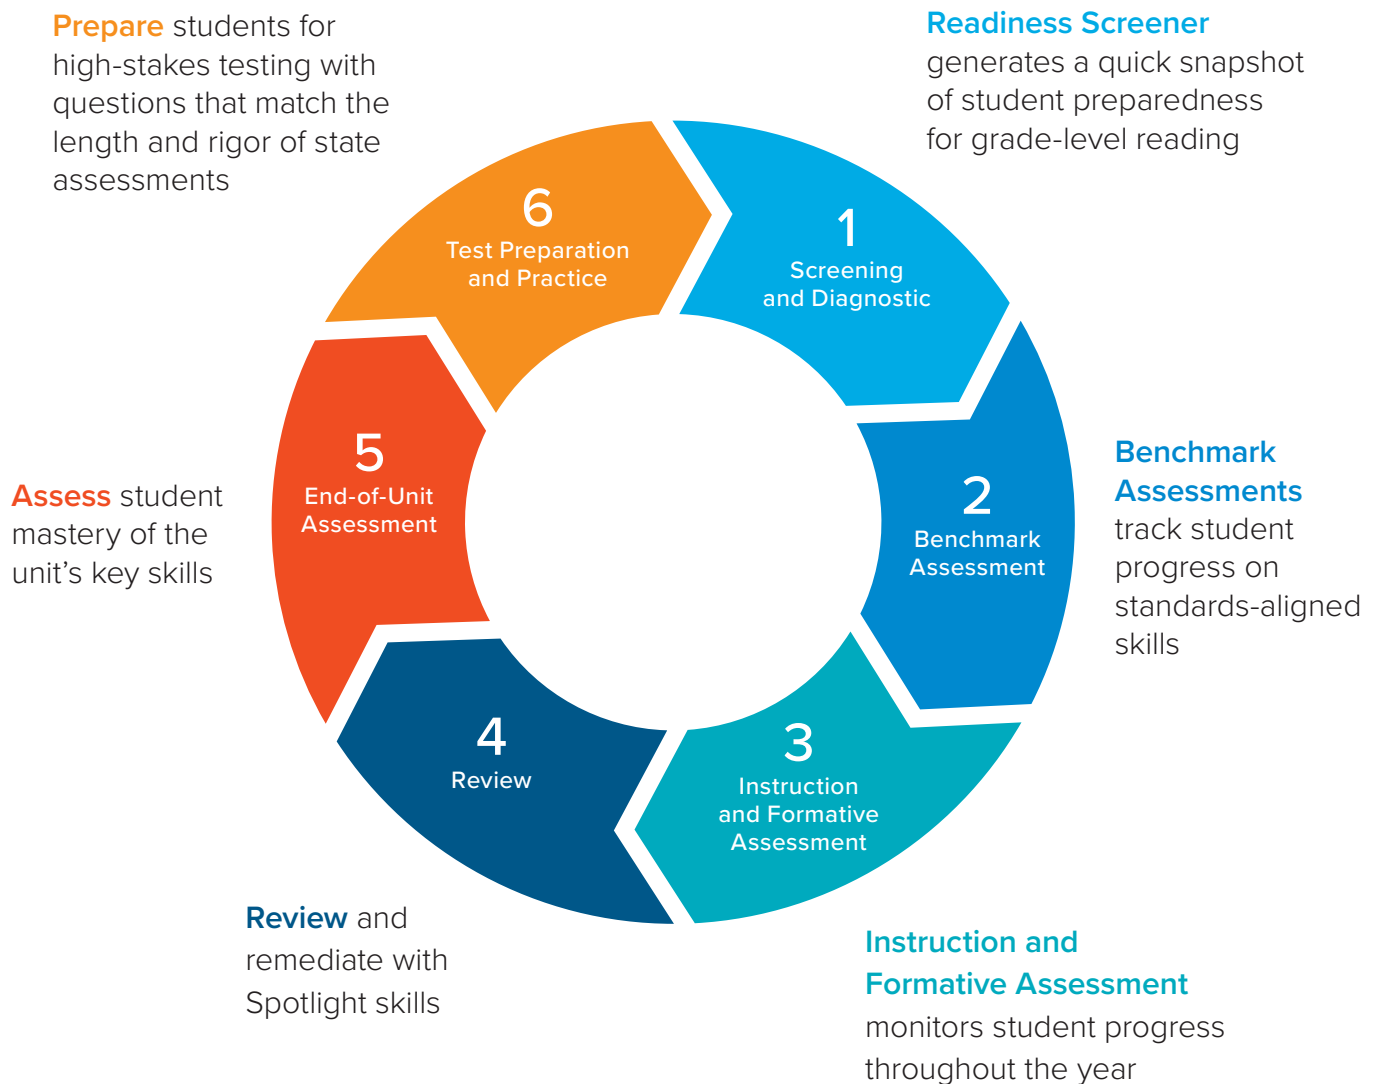 Prepare students for
high-stakes testing with
questions that match the
length and rigor of state
assessments
Readiness Screener
generates a quick snapshot
of student preparedness
for grade-level reading
6
Test Preparation
and Practice
1
Screening
and Diagnostic
5
End-of-Unit
Assessment
2
Benchmark
Assessment
Assess student
mastery of the
unit’s key skills
Benchmark
Assessments
track student
progress on
standards-aligned
skills
4
Review
3
Instruction
and Formative
Assessment
Review and
remediate with
Spotlight skills
Instruction and
Formative Assessment
monitors student progress
throughout the year